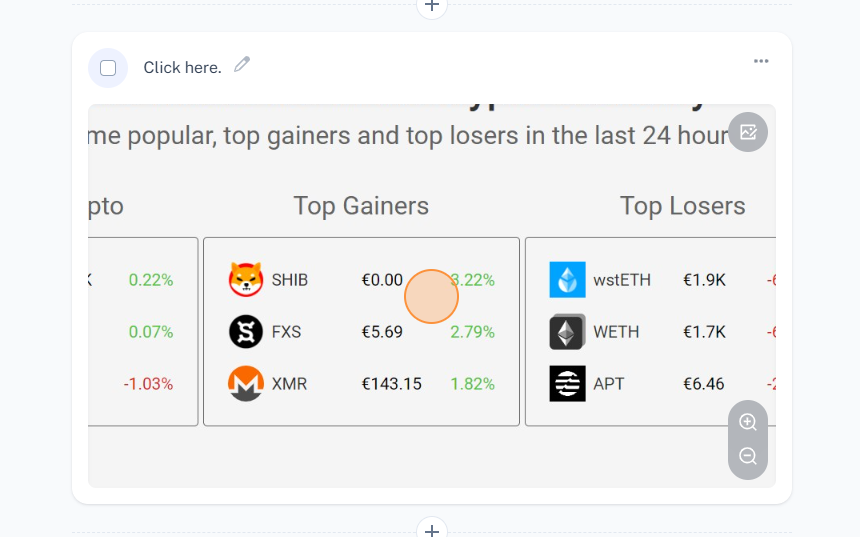 Click here.
me popular, top gainers and top losers in the last 24 hour
pto
Top Gainers
Top Losers
K 0.22%
0.07%
-1.03%
SHIB €0.00 3.22%
FXS €5.69 2.79%
XMR €143.15 1.82%
wstETH €1.9K -6
WETH €1.7K -6
APT €6.46 -2